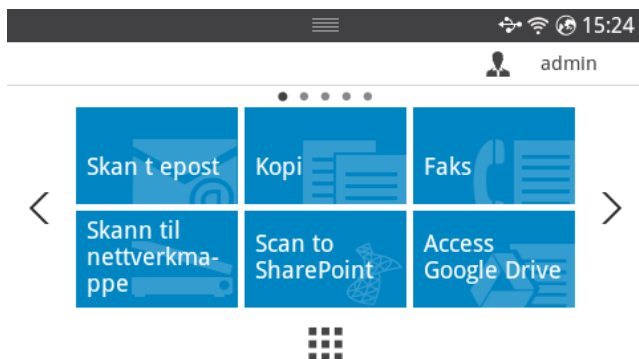 15:24
admin
Skan t epost
Kopi
Faks
Skann til
nettverkma-
ppe
Scan to
SharePoint
Access
Google Drive